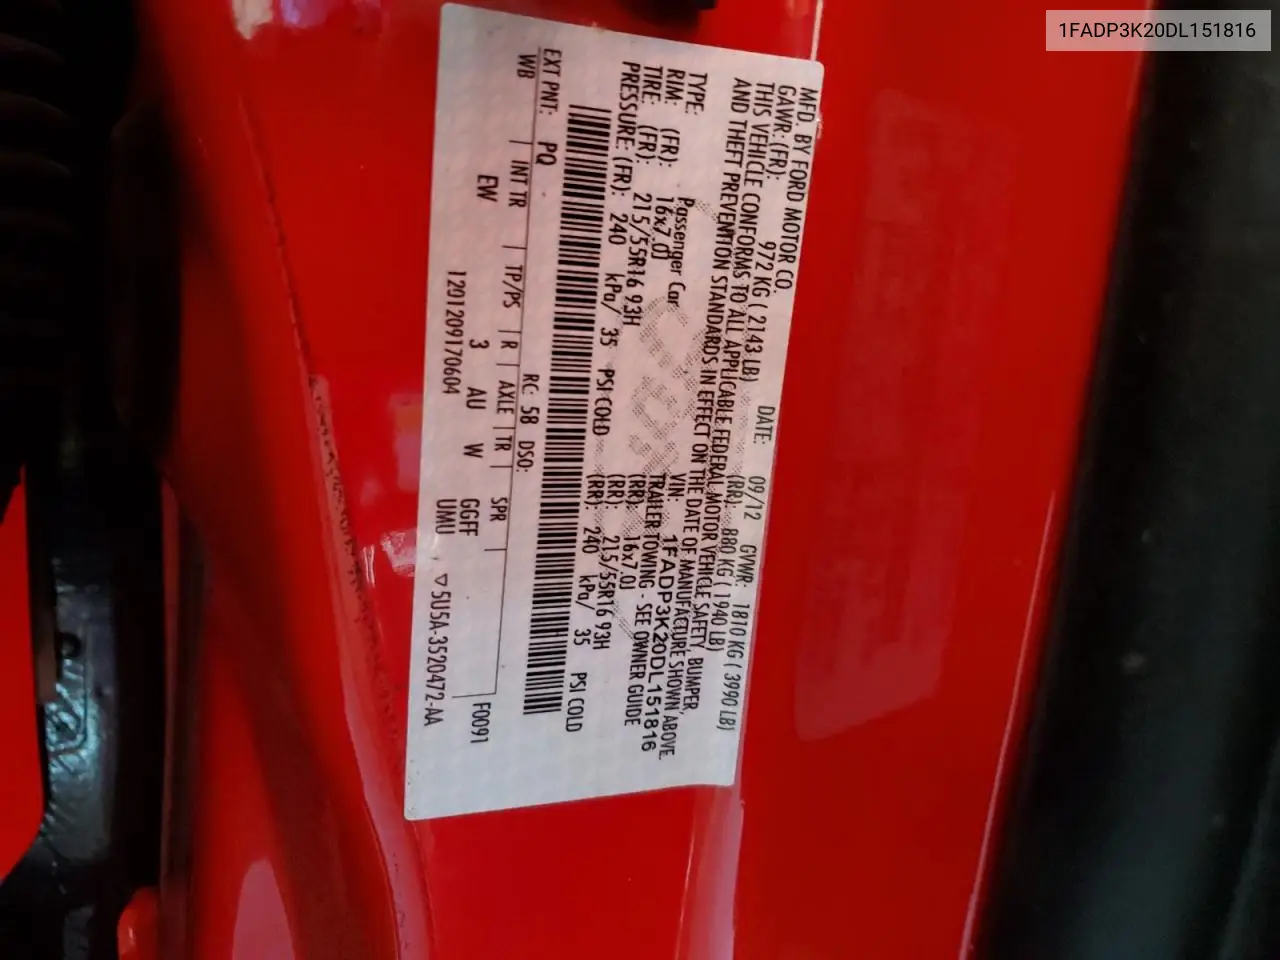 1FADP3K20DL151816
MFD. BY FORD MOTOR CO. DATE: 09/12 GVWR: 1810 KG ( 3990 LB)
GAWR: (FR): 972 KG ( 2143 LB) (RR): 880 KG ( 1940 LB)
THIS VEHICLE CONFORMS TO ALL APPLICABLE FEDERAL MOTOR VEHICLE SAFETY, BUMPER,
AND THEFT PREVENTION STANDARDS IN EFFECT ON THE DATE OF MANUFACTURE SHOWN ABOVE.
VIN: 1FADP3K20DL151816
TYPE: Passenger Car TRAILER TOWING - SEE OWNER GUIDE
RIM: (FR): 16x7.0J (RR): 16x7.0J
TIRE: (FR): 215/55R16 93H (RR): 215/55R16 93H
PRESSURE: (FR): 240 kPa/ 35 PSI COLD (RR): 240 kPa/ 35 PSI COLD
EXT PNT: PQ RC: 58 DSO:
WB | INT TR | TP/PS | R | AXLE | TR | SPR | F0091
EW 3 AU W GGFF
UMU
1201209170604 ▽5U5A-3520472-AA